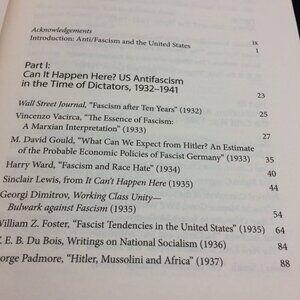 Acknowledgements ix
Introduction: Anti/Fascism and the United States 1
Part I:
Can It Happen Here? US Antifascism
in the Time of Dictators, 1932–1941 23
Wall Street Journal, "Fascism after Ten Years" (1932) 25
Vincenzo Vacirca, "The Essence of Fascism:
A Marxian Interpretation" (1933) 27
M. David Gould, "What Can We Expect from Hitler? An Estimate
of the Probable Economic Policies of Fascist Germany" (1933) 35
Harry Ward, "Fascism and Race Hate" (1934) 40
Sinclair Lewis, from It Can't Happen Here (1935) 44
Georgi Dimitrov, Working Class Unity—
Bulwark against Fascism (1935) 54
William Z. Foster, "Fascist Tendencies in the United States" (1935) 64
E. B. Du Bois, Writings on National Socialism (1936) 84
George Padmore, "Hitler, Mussolini and Africa" (1937) 88